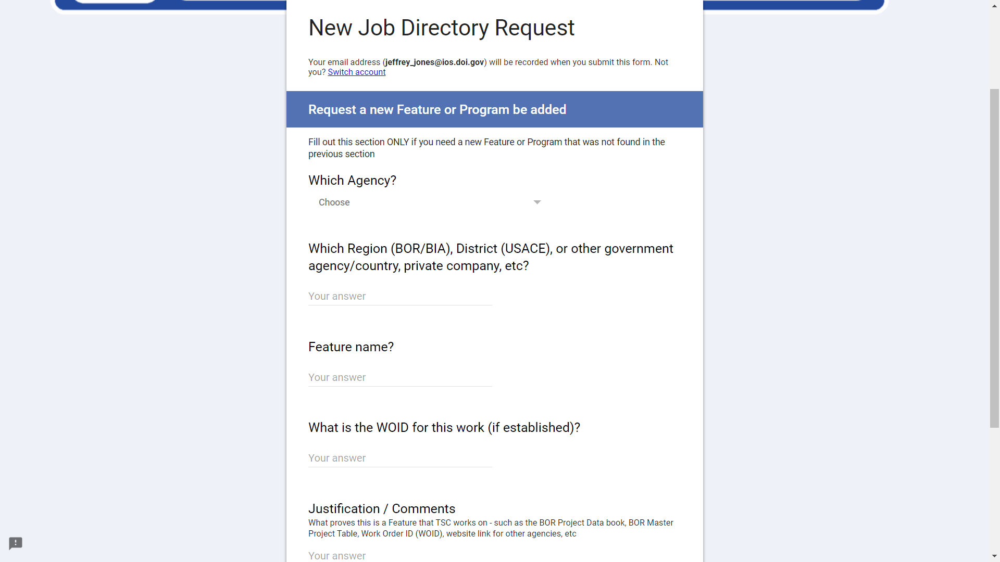 New Job Directory Request
Your email address (jeffrey_jones@ios.doi.gov) will be recorded when you submit this form. Not
you? Switch account
Request a new Feature or Program be added
Fill out this section ONLY if you need a new Feature or Program that was not found in the
previous section
Which Agency?
Choose
Which Region (BOR/BIA), District (USACE), or other government
agency/country, private company, etc?
Your answer
Feature name?
Your answer
What is the WOID for this work (if established)?
Your answer
Justification / Comments
What proves this is a Feature that TSC works on - such as the BOR Project Data book, BOR Master
Project Table, Work Order ID (WOID), website link for other agencies, etc
Your answer